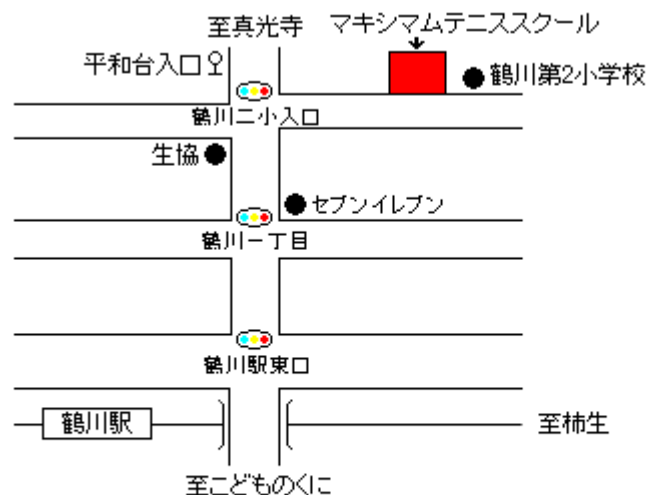 至真光寺
マキシマムテニススクール
平和台入口
鶴川第2小学校
鶴川二小入口
生協
セブンイレブン
鶴川一丁目
鶴川駅東口
鶴川駅
至柿生
至こどものくに